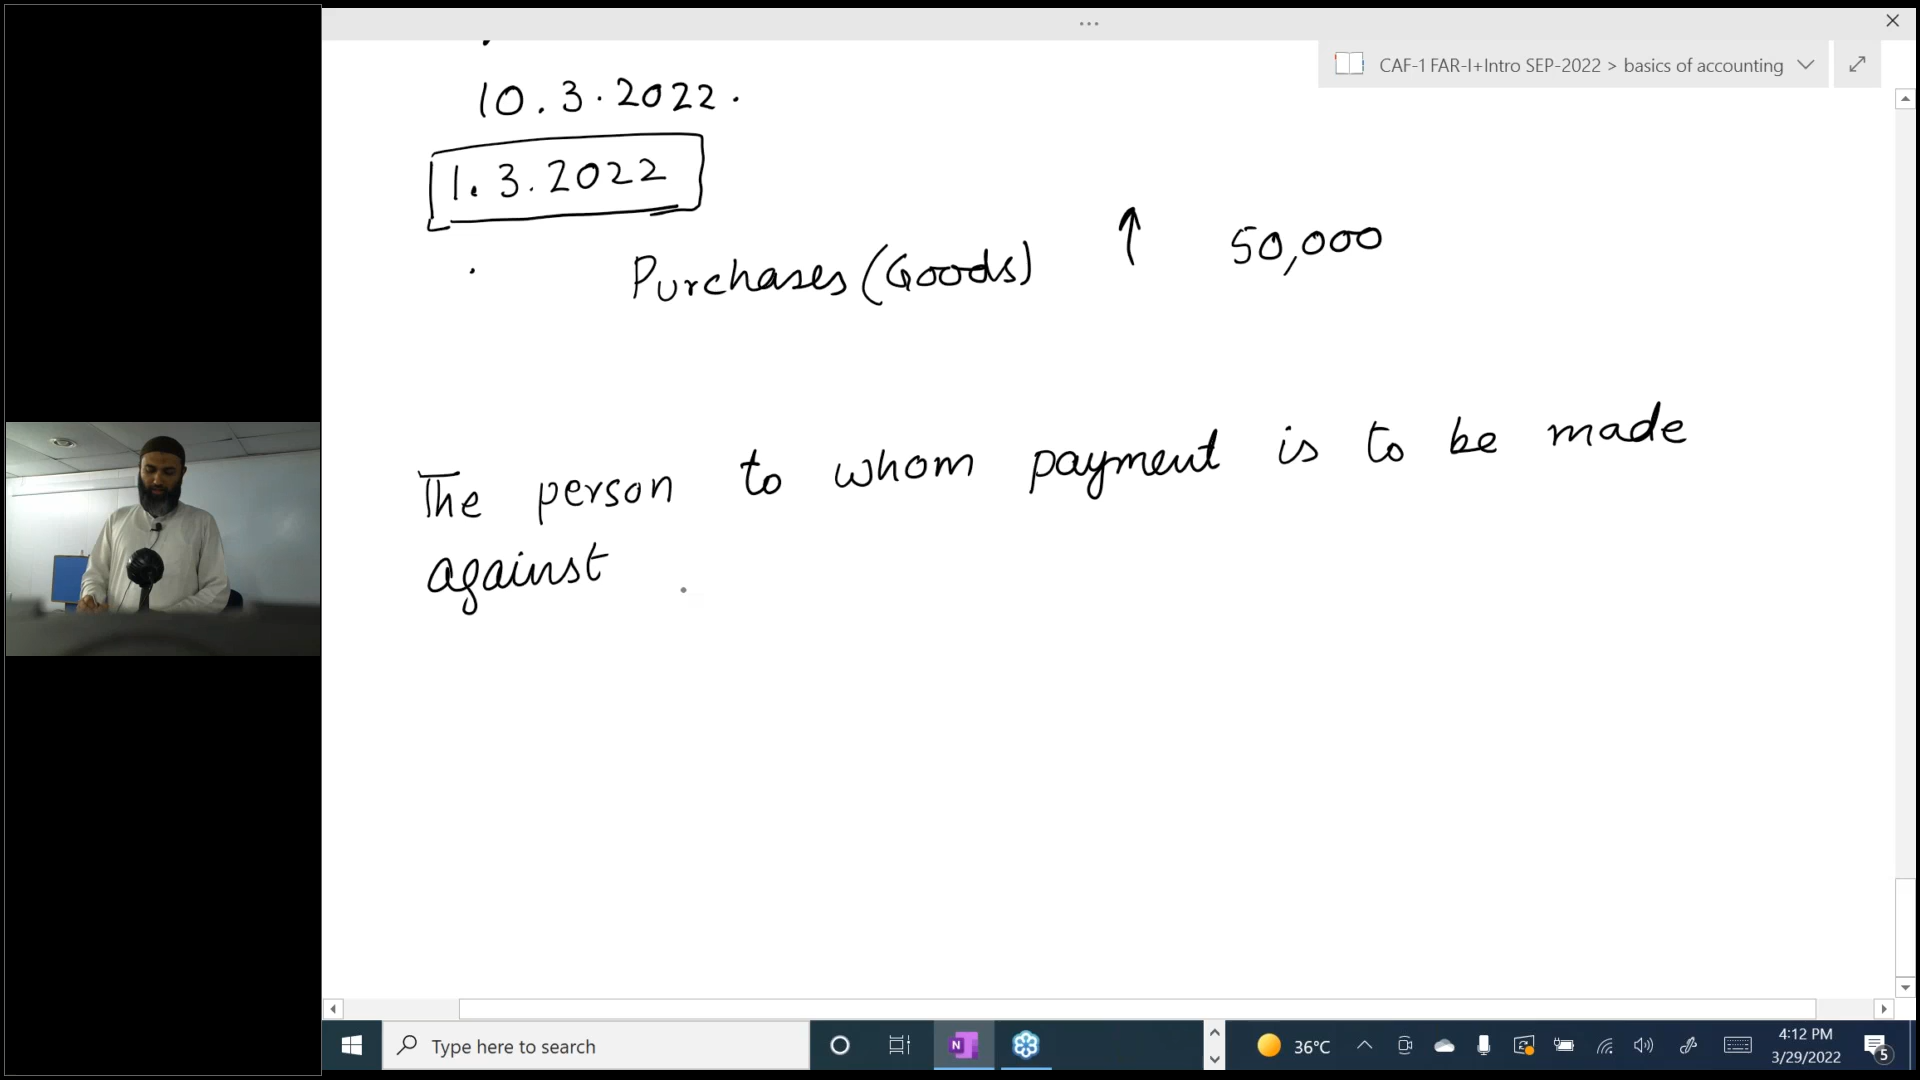 CAF-1 FAR-I+Intro SEP-2022 > basics of accounting
10.3.2022.
1.3.2022
Purchases (Goods) ↑ 50,000
The person to whom payment is to be made
against
Type here to search
N
36°C
4:12 PM
3/29/2022
5